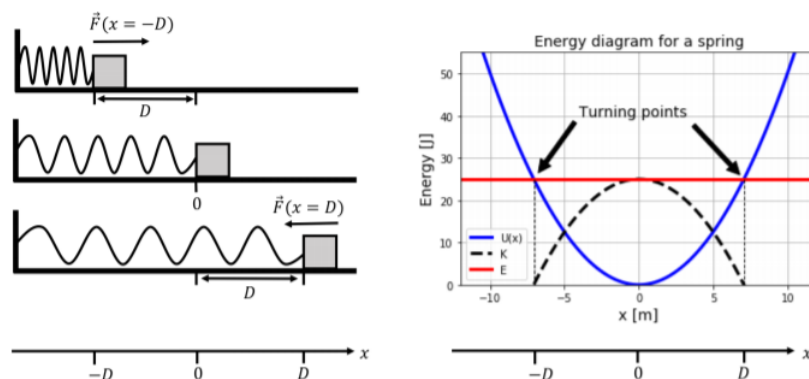 F⃗(x = −D)
D
0
F⃗(x = D)
D
x
−D
0
D
Energy diagram for a spring
Turning points
Energy [J]
50
40
30
20
10
0
U(x)
K
E
−10
−5
0
5
10
x [m]
x
−D
0
D